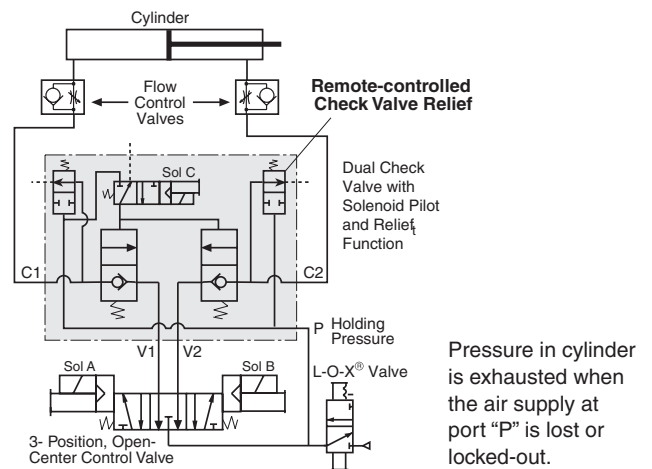 Cylinder
Flow
Control
Valves
Remote-controlled
Check Valve Relief
Sol C
Dual Check
Valve with
Solenoid Pilot
and Relief
t
Function
C1
C2
P Holding
Pressure
V1 V2
Sol A
Sol B
L-O-X® Valve
3- Position, Open-
Center Control Valve
Pressure in cylinder
is exhausted when
the air supply at
port “P” is lost or
locked-out.